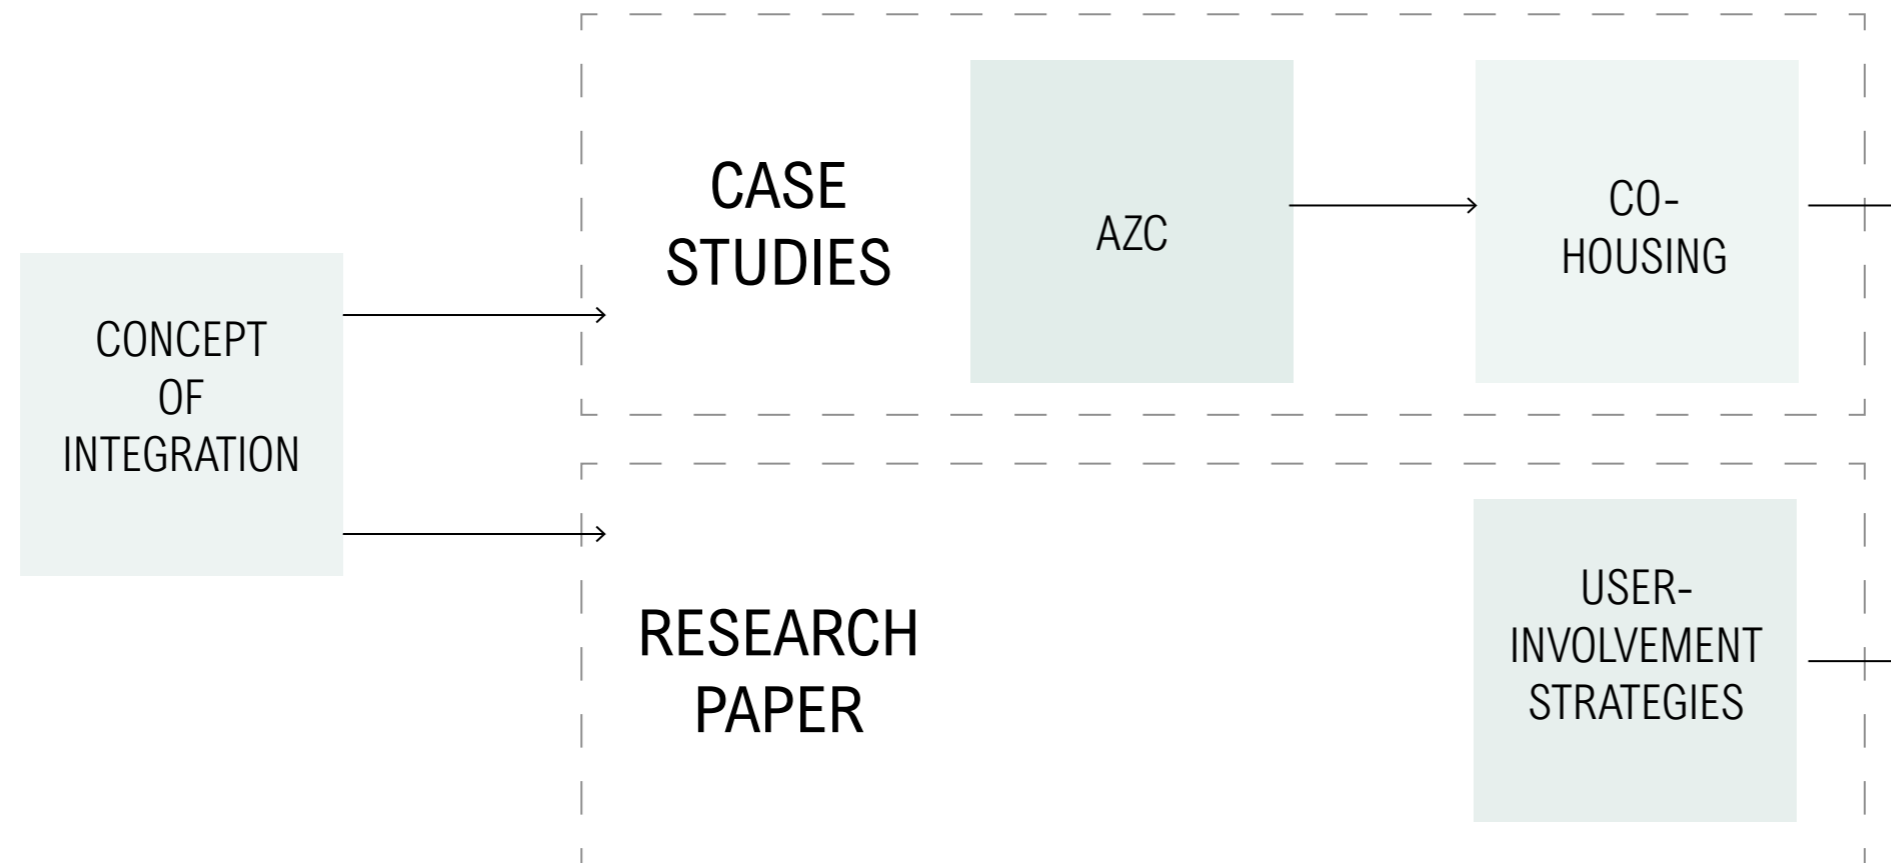 CONCEPT
OF
INTEGRATION
CASE
STUDIES
AZC
CO-
HOUSING
RESEARCH
PAPER
USER-
INVOLVEMENT
STRATEGIES